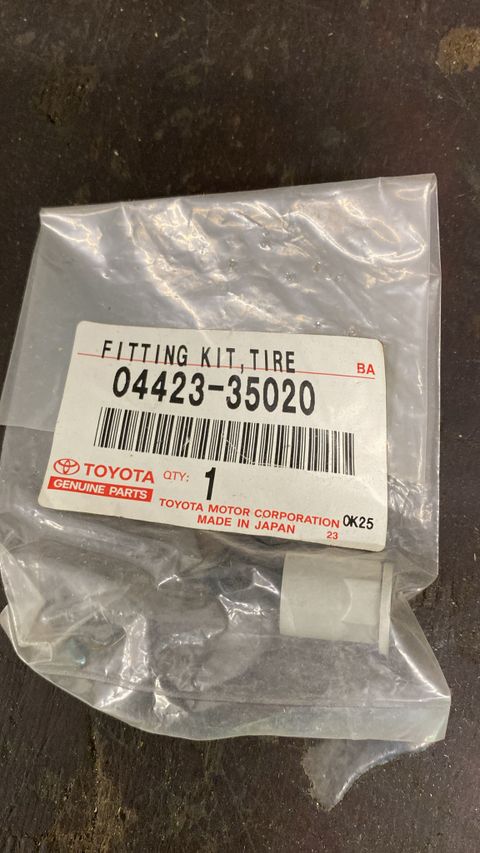 FITTING KIT,TIRE
BA
04423-35020
TOYOTA QTY: 1
GENUINE PARTS
TOYOTA MOTOR CORPORATION 0K25
MADE IN JAPAN 23